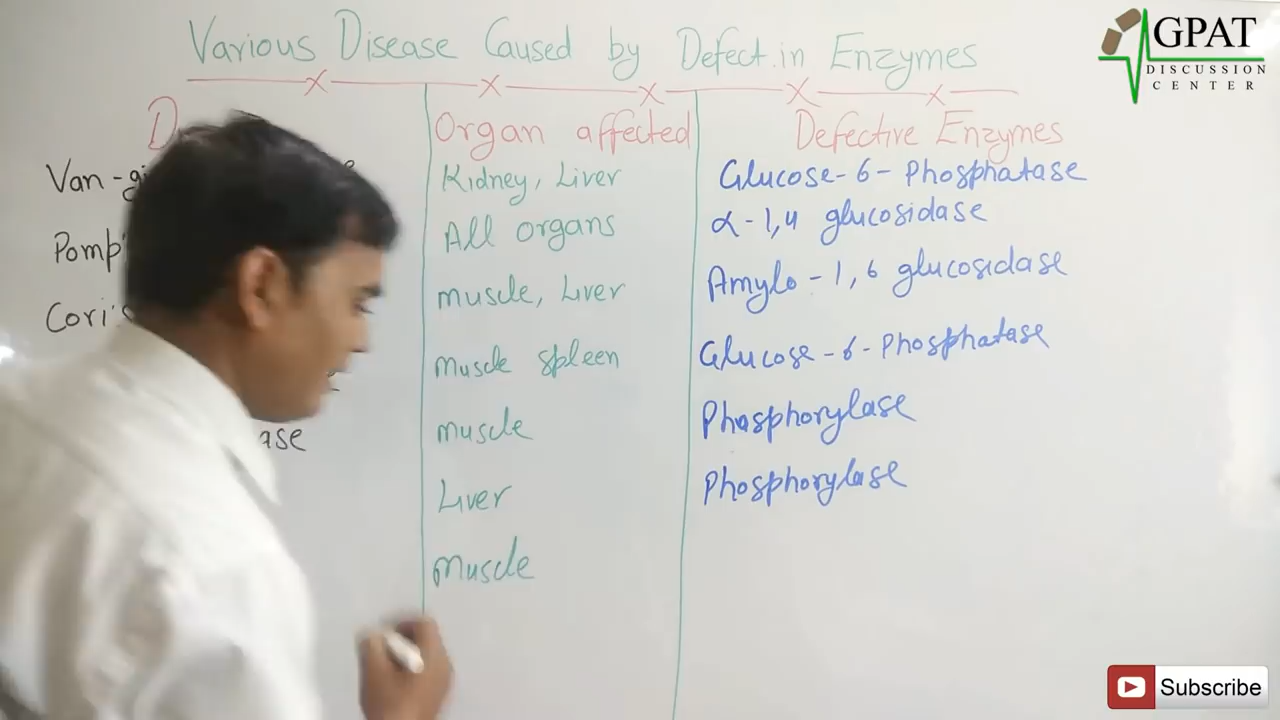 Various Disease Caused by Defect in Enzymes
GPAT
DISCUSSION
CENTER
Organ affected
Defective Enzymes
Kidney, Liver
Glucose-6-Phosphatase
All organs
α-1,4 glucosidase
Muscle, Liver
Amylo-1,6 glucosidase
Cori's
Muscle spleen
Glucose-6-Phosphatase
Muscle
Phosphorylase
Liver
Phosphorylase
Muscle
Subscribe